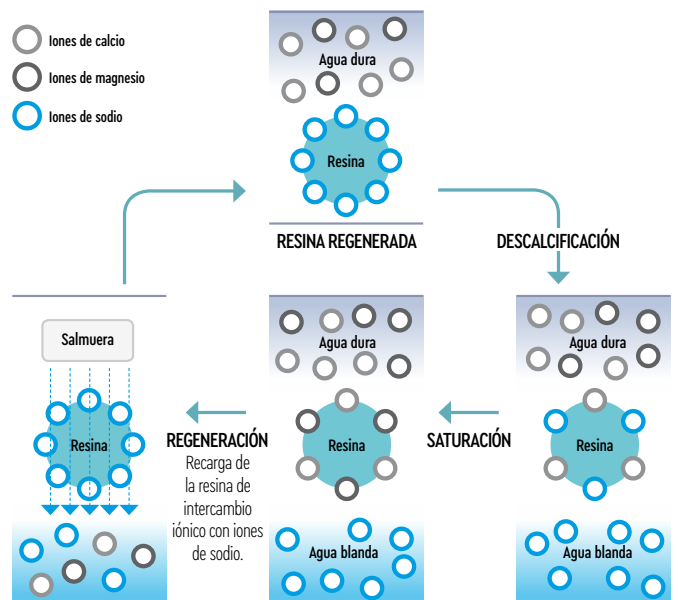 Iones de calcio
Iones de magnesio
Iones de sodio
Agua dura
Resina
RESINA REGENERADA
DESCALCIFICACIÓN
Agua dura
Resina
Agua blanda
SATURACIÓN
Agua dura
Resina
Agua blanda
REGENERACIÓN
Recarga de
la resina de
intercambio
iónico con iones
de sodio.
Salmuera
Resina